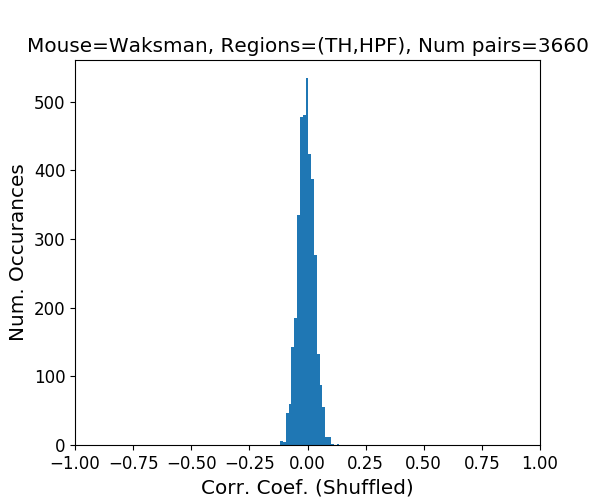 Mouse=Waksman, Regions=(TH,HPF), Num pairs=3660
500
400
300
200
100
0
Num. Occurances
−1.00 −0.75 −0.50 −0.25 0.00 0.25 0.50 0.75 1.00
Corr. Coef. (Shuffled)